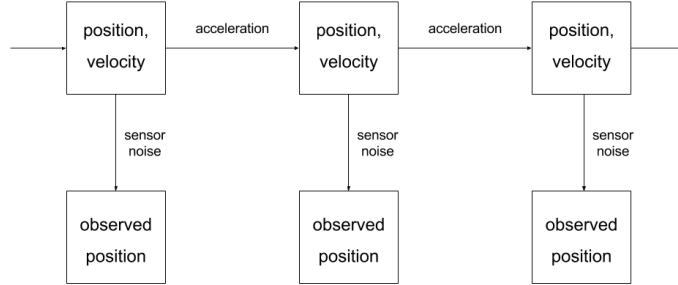 position,
velocity
acceleration
position,
velocity
acceleration
position,
velocity
sensor
noise
sensor
noise
sensor
noise
observed
position
observed
position
observed
position